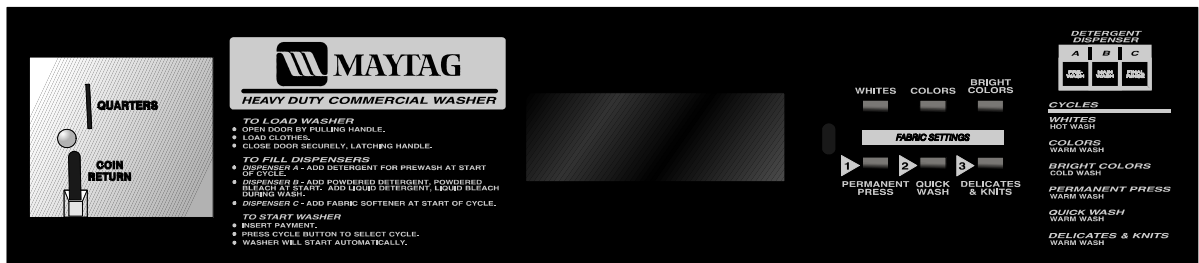 QUARTERS
COIN
RETURN
MAYTAG
HEAVY DUTY COMMERCIAL WASHER
TO LOAD WASHER
OPEN DOOR BY PULLING HANDLE.
LOAD CLOTHES.
CLOSE DOOR SECURELY, LATCHING HANDLE.
TO FILL DISPENSERS
DISPENSER A - ADD DETERGENT FOR PREWASH AT START
OF CYCLE.
DISPENSER B - ADD POWDERED DETERGENT, POWDERED
BLEACH AT START. ADD LIQUID DETERGENT, LIQUID BLEACH
DURING WASH.
DISPENSER C - ADD FABRIC SOFTENER AT START OF CYCLE.
TO START WASHER
INSERT PAYMENT.
PRESS CYCLE BUTTON TO SELECT CYCLE.
WASHER WILL START AUTOMATICALLY.
WHITES COLORS BRIGHT
COLORS
FABRIC SETTINGS
1 2 3
PERMANENT
PRESS
QUICK
WASH
DELICATES
& KNITS
DETERGENT
DISPENSER
A B C
PRE-
WASH
MAIN
WASH
FINAL
RINSE
CYCLES
WHITES
HOT WASH
COLORS
WARM WASH
BRIGHT COLORS
COLD WASH
PERMANENT PRESS
WARM WASH
QUICK WASH
WARM WASH
DELICATES & KNITS
WARM WASH